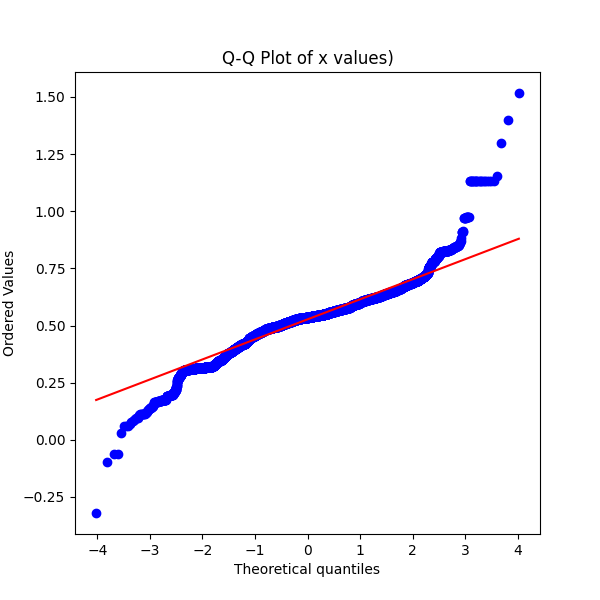 Q-Q Plot of x values)
1.50
1.25
1.00
0.75
0.50
0.25
0.00
−0.25
Ordered Values
−4 −3 −2 −1 0 1 2 3 4
Theoretical quantiles